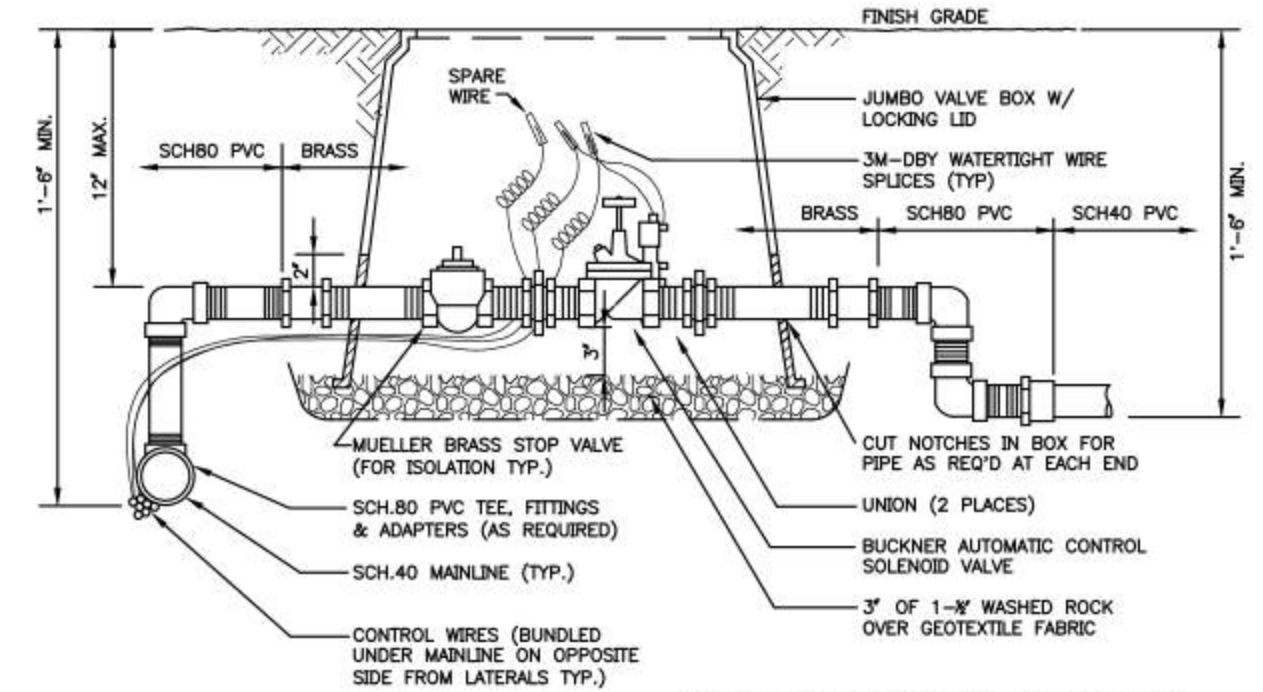 FINISH GRADE
SPARE
WIRE
JUMBO VALVE BOX W/
LOCKING LID
1'-6" MIN.
12" MAX.
SCH80 PVC
BRASS
3M-DBY WATERTIGHT WIRE
SPLICES (TYP)
BRASS
SCH80 PVC
SCH40 PVC
1'-6" MIN.
2"
3"
MUELLER BRASS STOP VALVE
(FOR ISOLATION TYP.)
CUT NOTCHES IN BOX FOR
PIPE AS REQ'D AT EACH END
SCH.80 PVC TEE, FITTINGS
& ADAPTERS (AS REQUIRED)
UNION (2 PLACES)
BUCKNER AUTOMATIC CONTROL
SOLENOID VALVE
SCH.40 MAINLINE (TYP.)
3" OF WASHED ROCK
OVER GEOTEXTILE FABRIC
CONTROL WIRES (BUNDLED
UNDER MAINLINE ON OPPOSITE
SIDE FROM LATERALS TYP.)